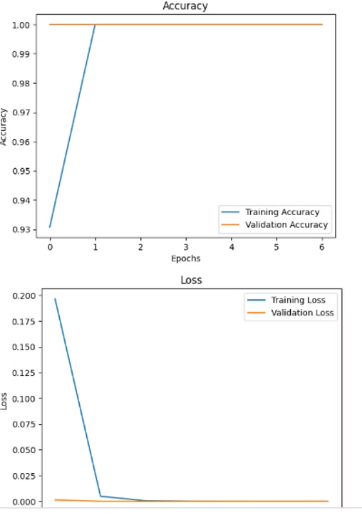 Accuracy
1.00
0.99
0.98
0.97
0.96
0.95
0.94
0.93
Accuracy
0 1 2 3 4 5 6
Epochs
Training Accuracy
Validation Accuracy
Loss
0.200
0.175
0.150
0.125
0.100
0.075
0.050
0.025
0.000
Loss
Training Loss
Validation Loss